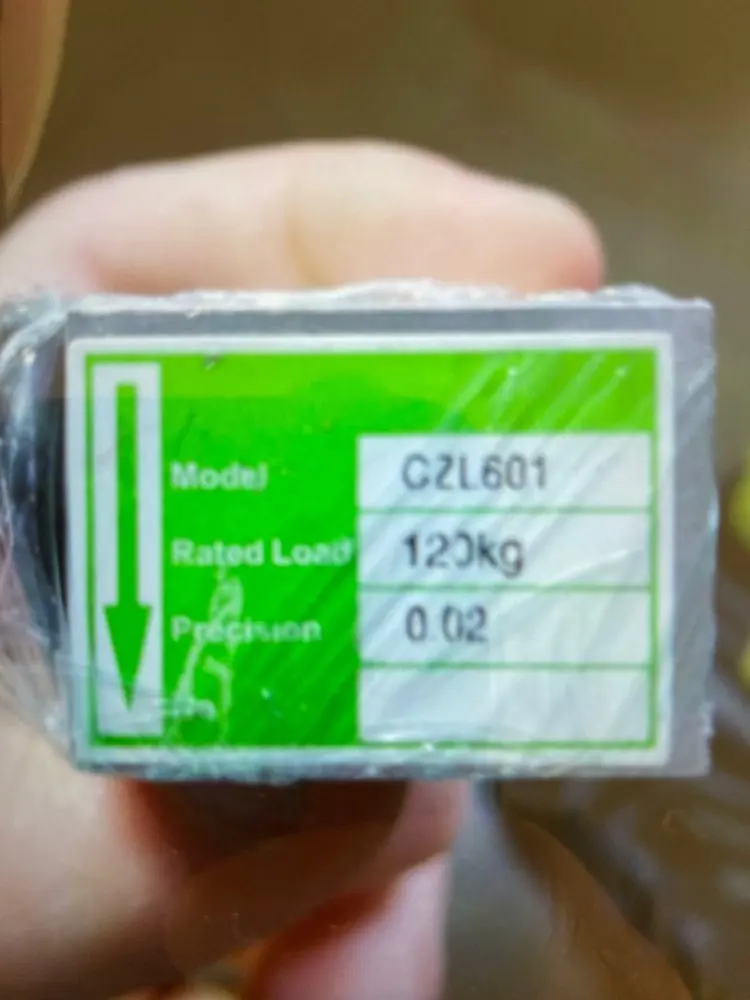 Model CZL601
Rated Load 120kg
Precision 0.02